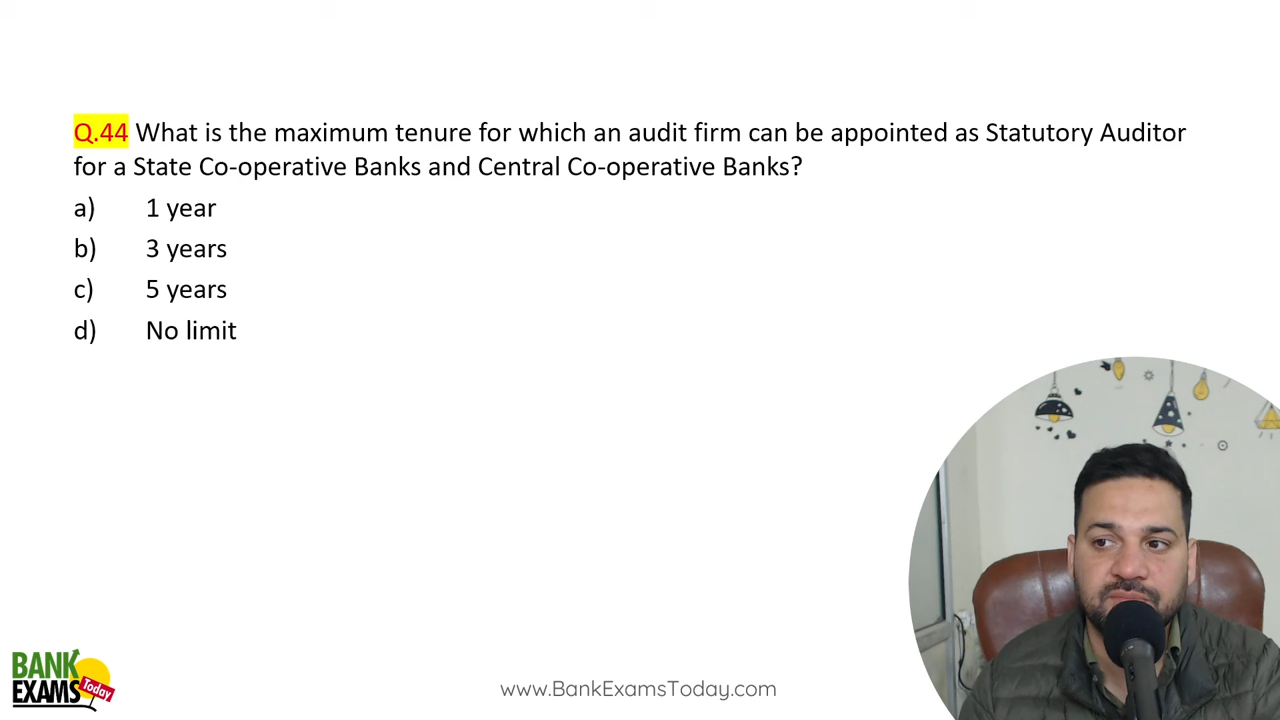 Q.44 What is the maximum tenure for which an audit firm can be appointed as Statutory Auditor
for a State Co-operative Banks and Central Co-operative Banks?
a) 1 year
b) 3 years
c) 5 years
d) No limit
BANK
EXAMS Today
www.BankExamsToday.com